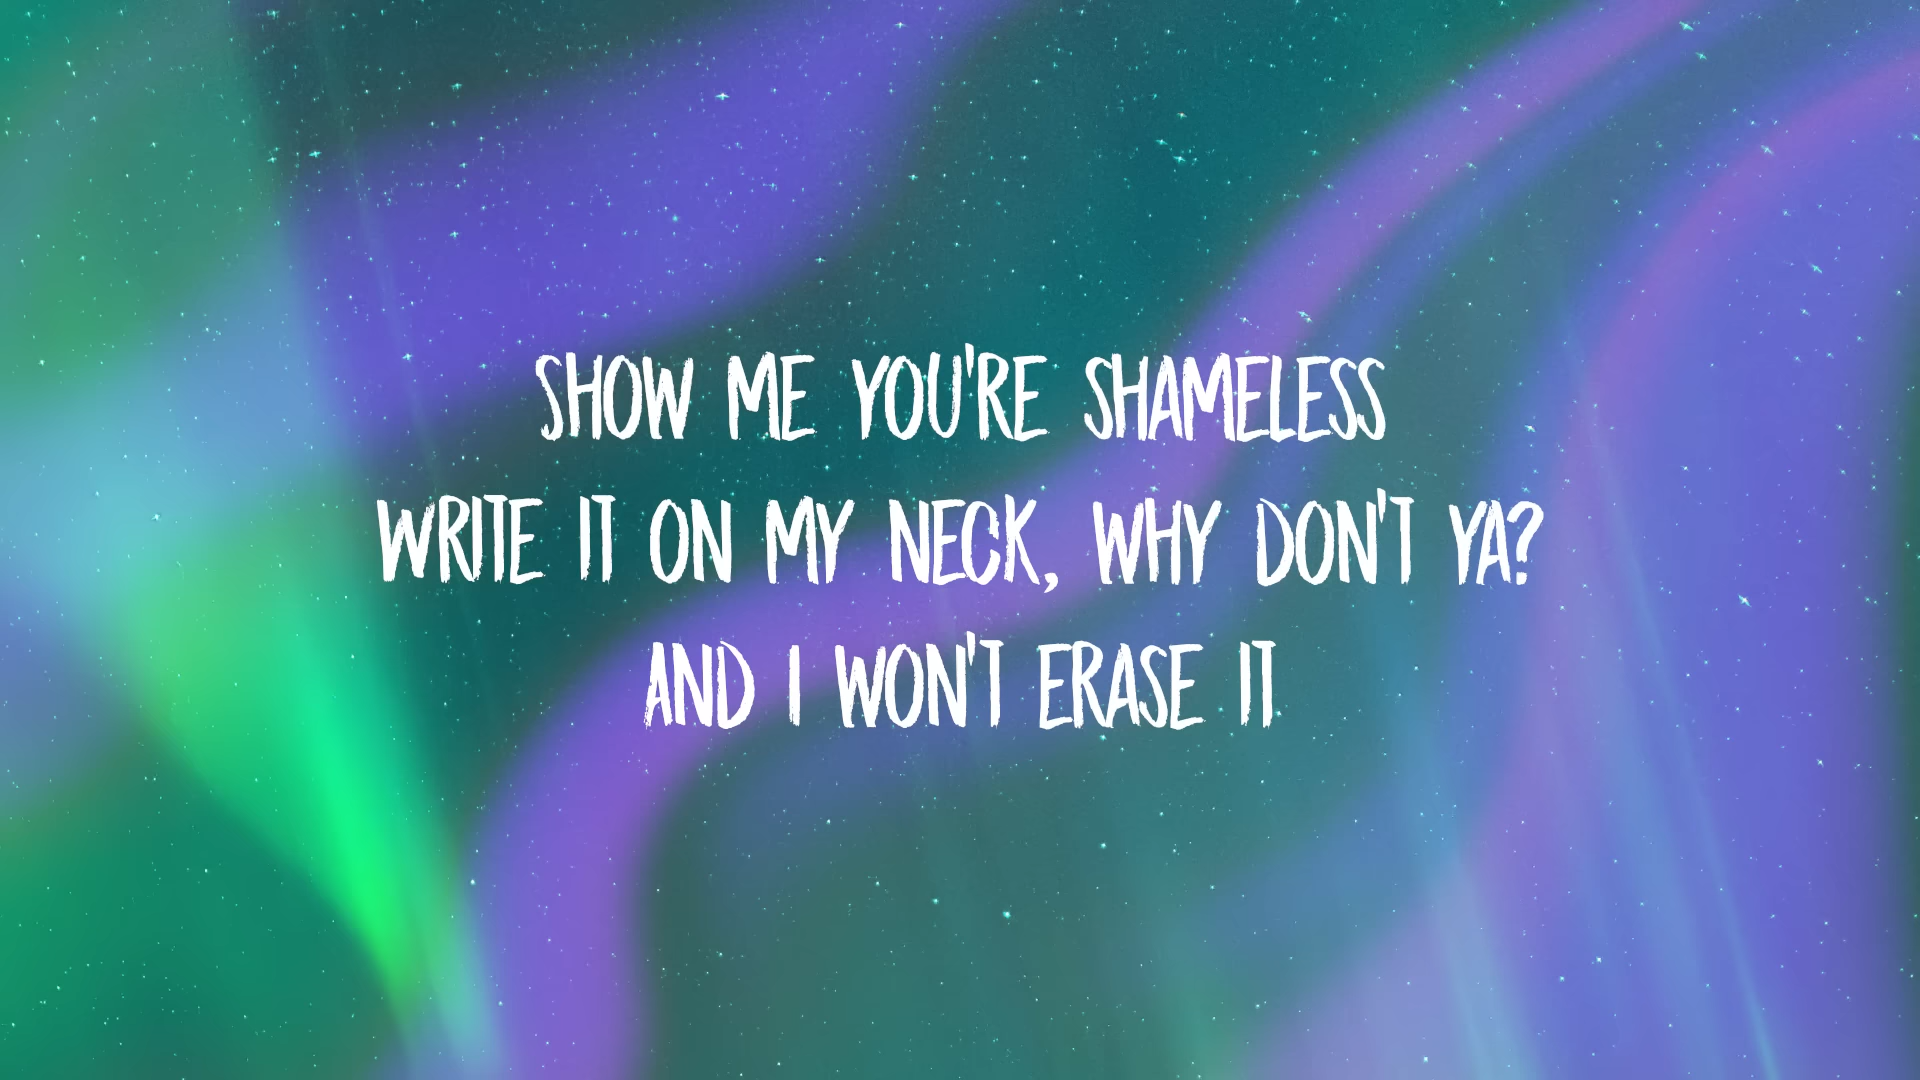 SHOW ME YOU'RE SHAMELESS
WRITE IT ON MY NECK, WHY DON'T YA?
AND I WON'T ERASE IT